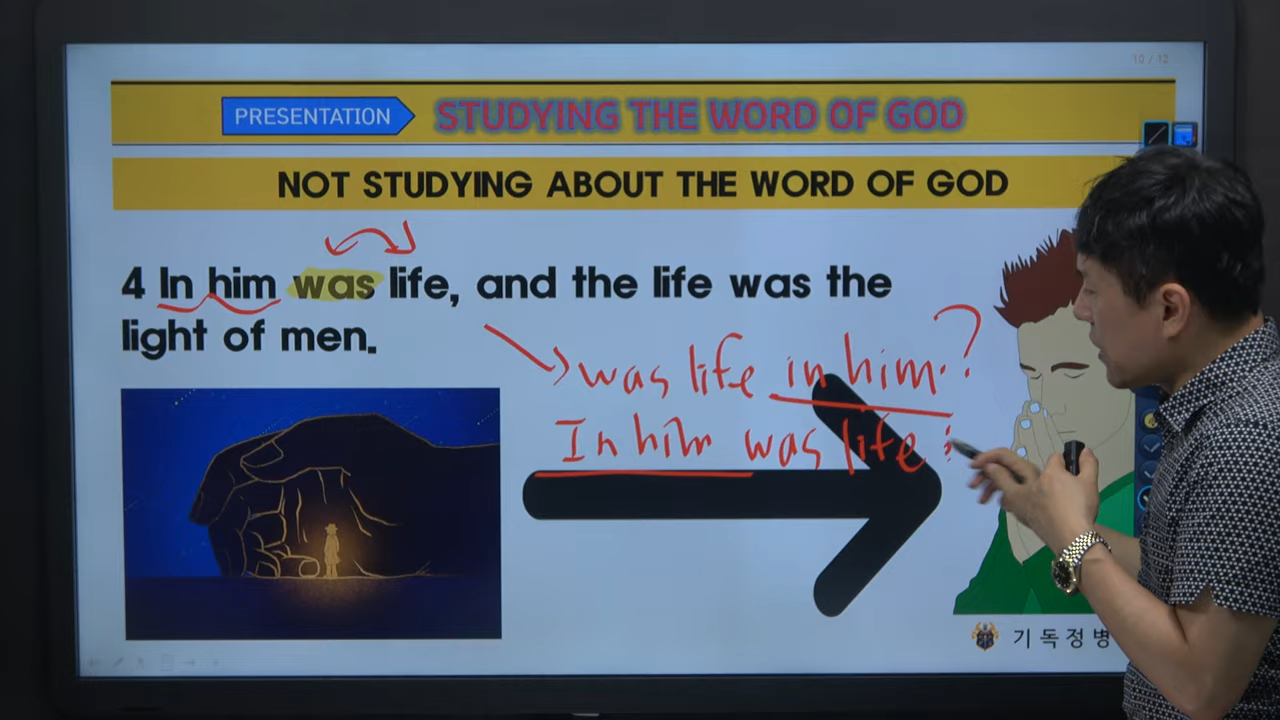 10 / 12
PRESENTATION
STUDYING THE WORD OF GOD
NOT STUDYING ABOUT THE WORD OF GOD
4 In him was life, and the life was the
light of men.
was life in him.?
In him was life :
기독정병